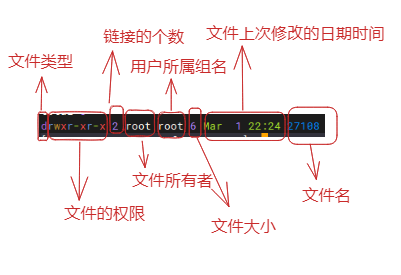 文件上次修改的日期时间
链接的个数
文件类型
用户所属组名
drwxr-xr-x 2 root root 6 Mar 1 22:24 27108
文件所有者
文件的权限
文件大小
文件名